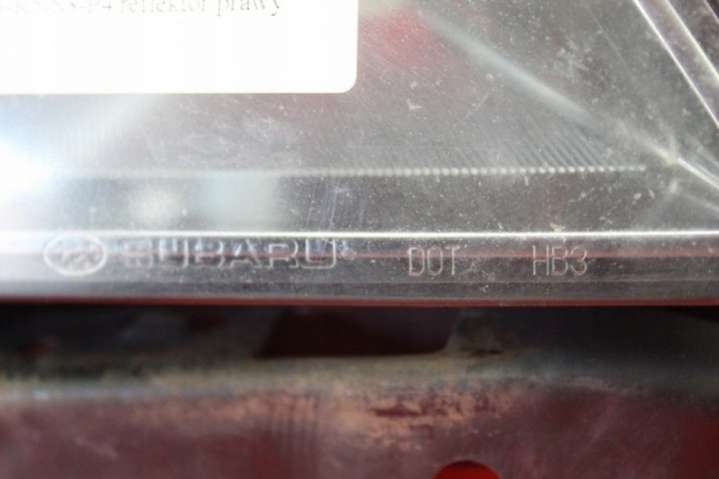 reflektor prawy
SUBARU DOT HB3